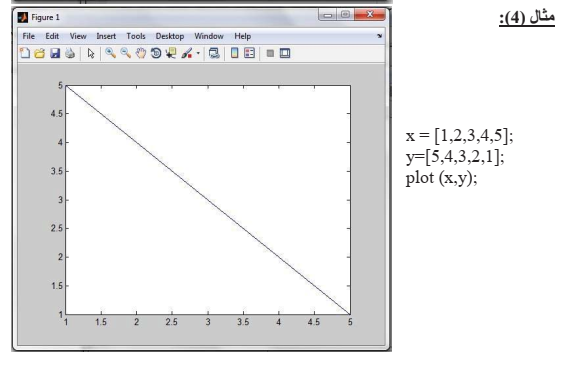 مثال (4):
Figure 1
File Edit View Insert Tools Desktop Window Help
5
4.5
4
3.5
3
2.5
2
1.5
1
1 1.5 2 2.5 3 3.5 4 4.5 5
x = [1,2,3,4,5];
y=[5,4,3,2,1];
plot (x,y);